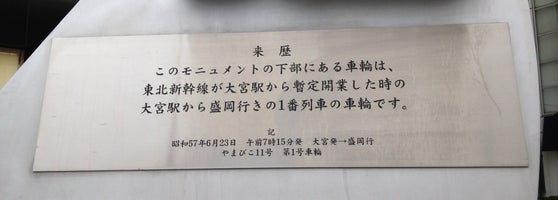 来歴
このモニュメントの下部にある車輪は、
東北新幹線が大宮駅から暫定開業した時の
大宮駅から盛岡行きの1番列車の車輪です。
記
昭和57年6月23日 午前7時15分発 大宮発→盛岡行
やまびこ11号 第1号車輪